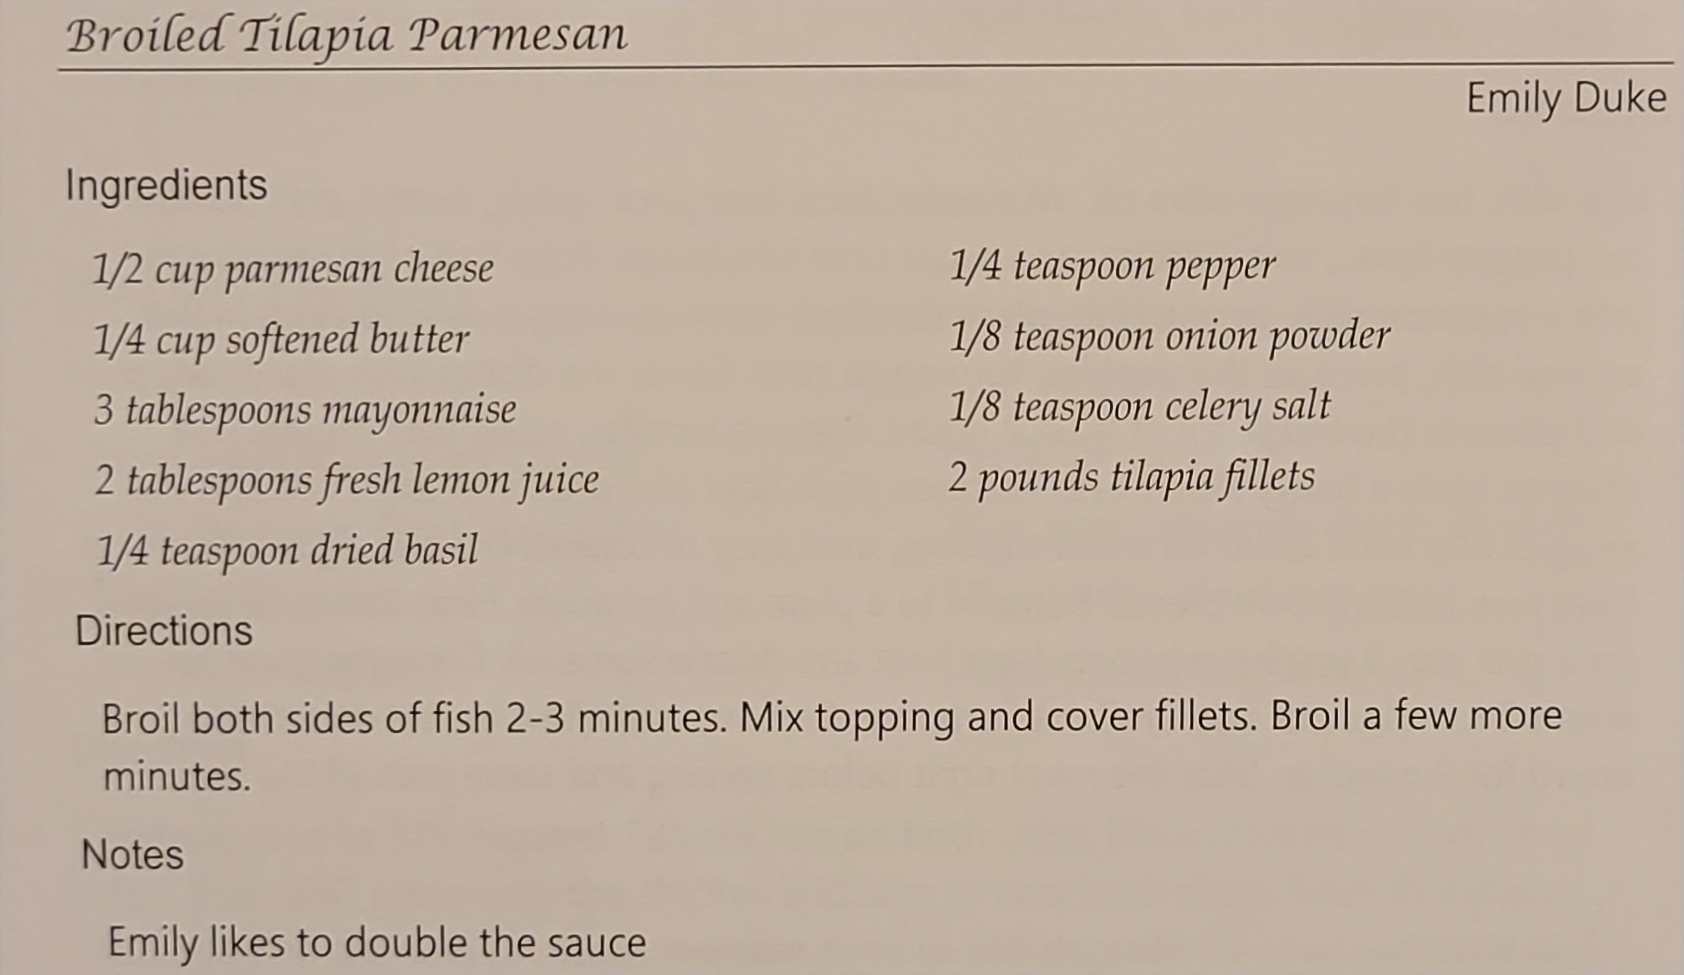 Broiled Tilapia Parmesan
Emily Duke
Ingredients
1/2 cup parmesan cheese
1/4 cup softened butter
3 tablespoons mayonnaise
2 tablespoons fresh lemon juice
1/4 teaspoon dried basil
1/4 teaspoon pepper
1/8 teaspoon onion powder
1/8 teaspoon celery salt
2 pounds tilapia fillets
Directions
Broil both sides of fish 2-3 minutes. Mix topping and cover fillets. Broil a few more
minutes.
Notes
Emily likes to double the sauce